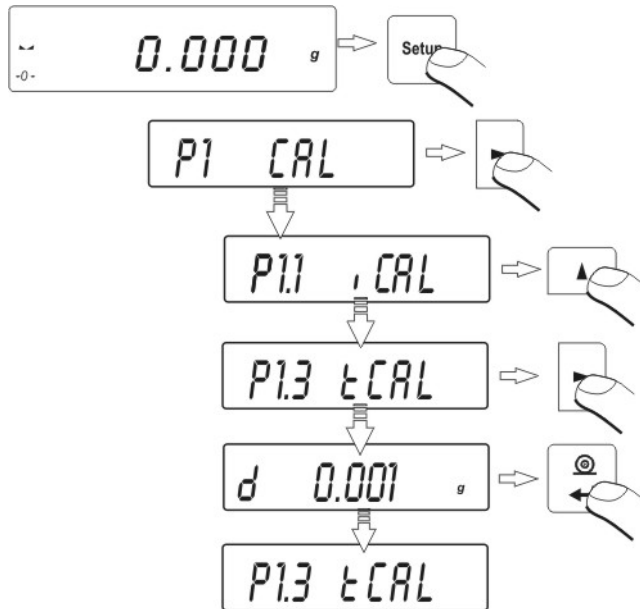 0.000 g Setup
-0-
P1 CAL
P1.1 iCAL
P1.3 tCAL
d 0.001 g
P1.3 tCAL